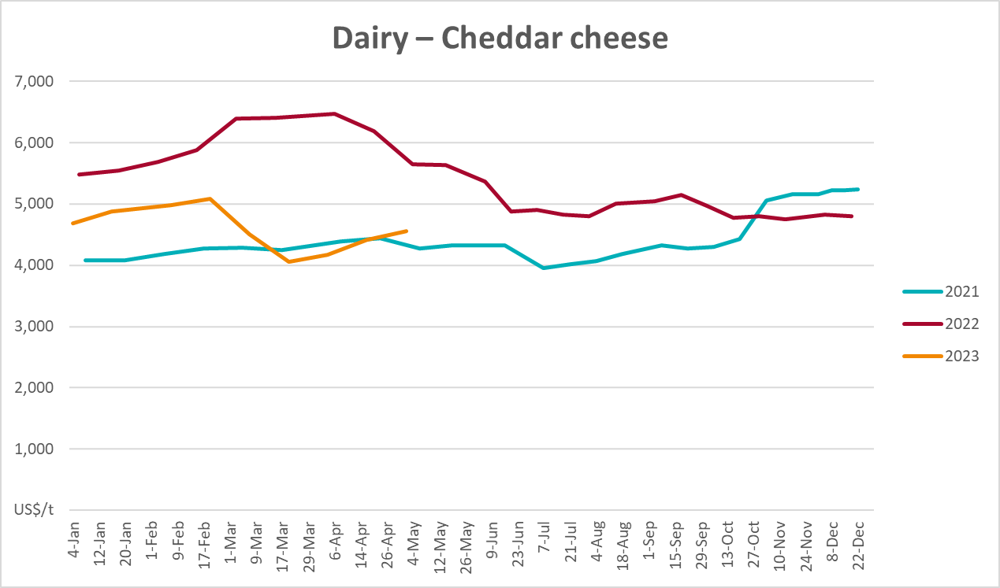 Dairy – Cheddar cheese
7,000
6,000
5,000
4,000
3,000
2,000
1,000
US$/t
4-Jan
12-Jan
20-Jan
1-Feb
9-Feb
17-Feb
1-Mar
9-Mar
17-Mar
29-Mar
6-Apr
14-Apr
26-Apr
4-May
12-May
26-May
9-Jun
23-Jun
7-Jul
21-Jul
4-Aug
18-Aug
1-Sep
15-Sep
29-Sep
13-Oct
27-Oct
10-Nov
24-Nov
8-Dec
22-Dec
2021
2022
2023